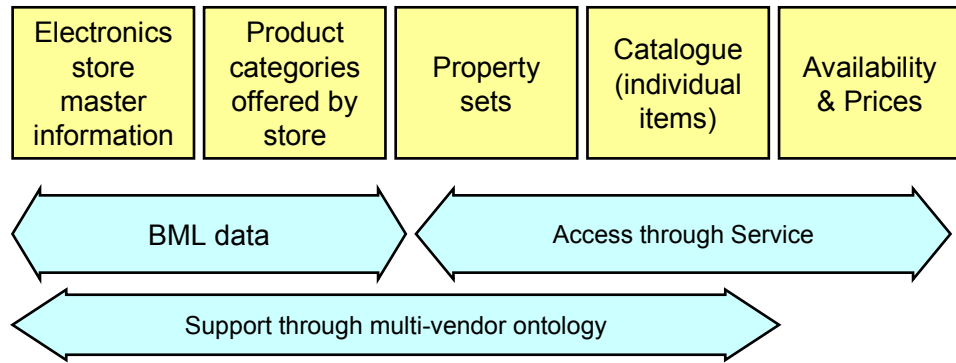 Electronics
store
master
information
Product
categories
offered by
store
Property
sets
Catalogue
(individual
items)
Availability
& Prices
BML data
Access through Service
Support through multi-vendor ontology